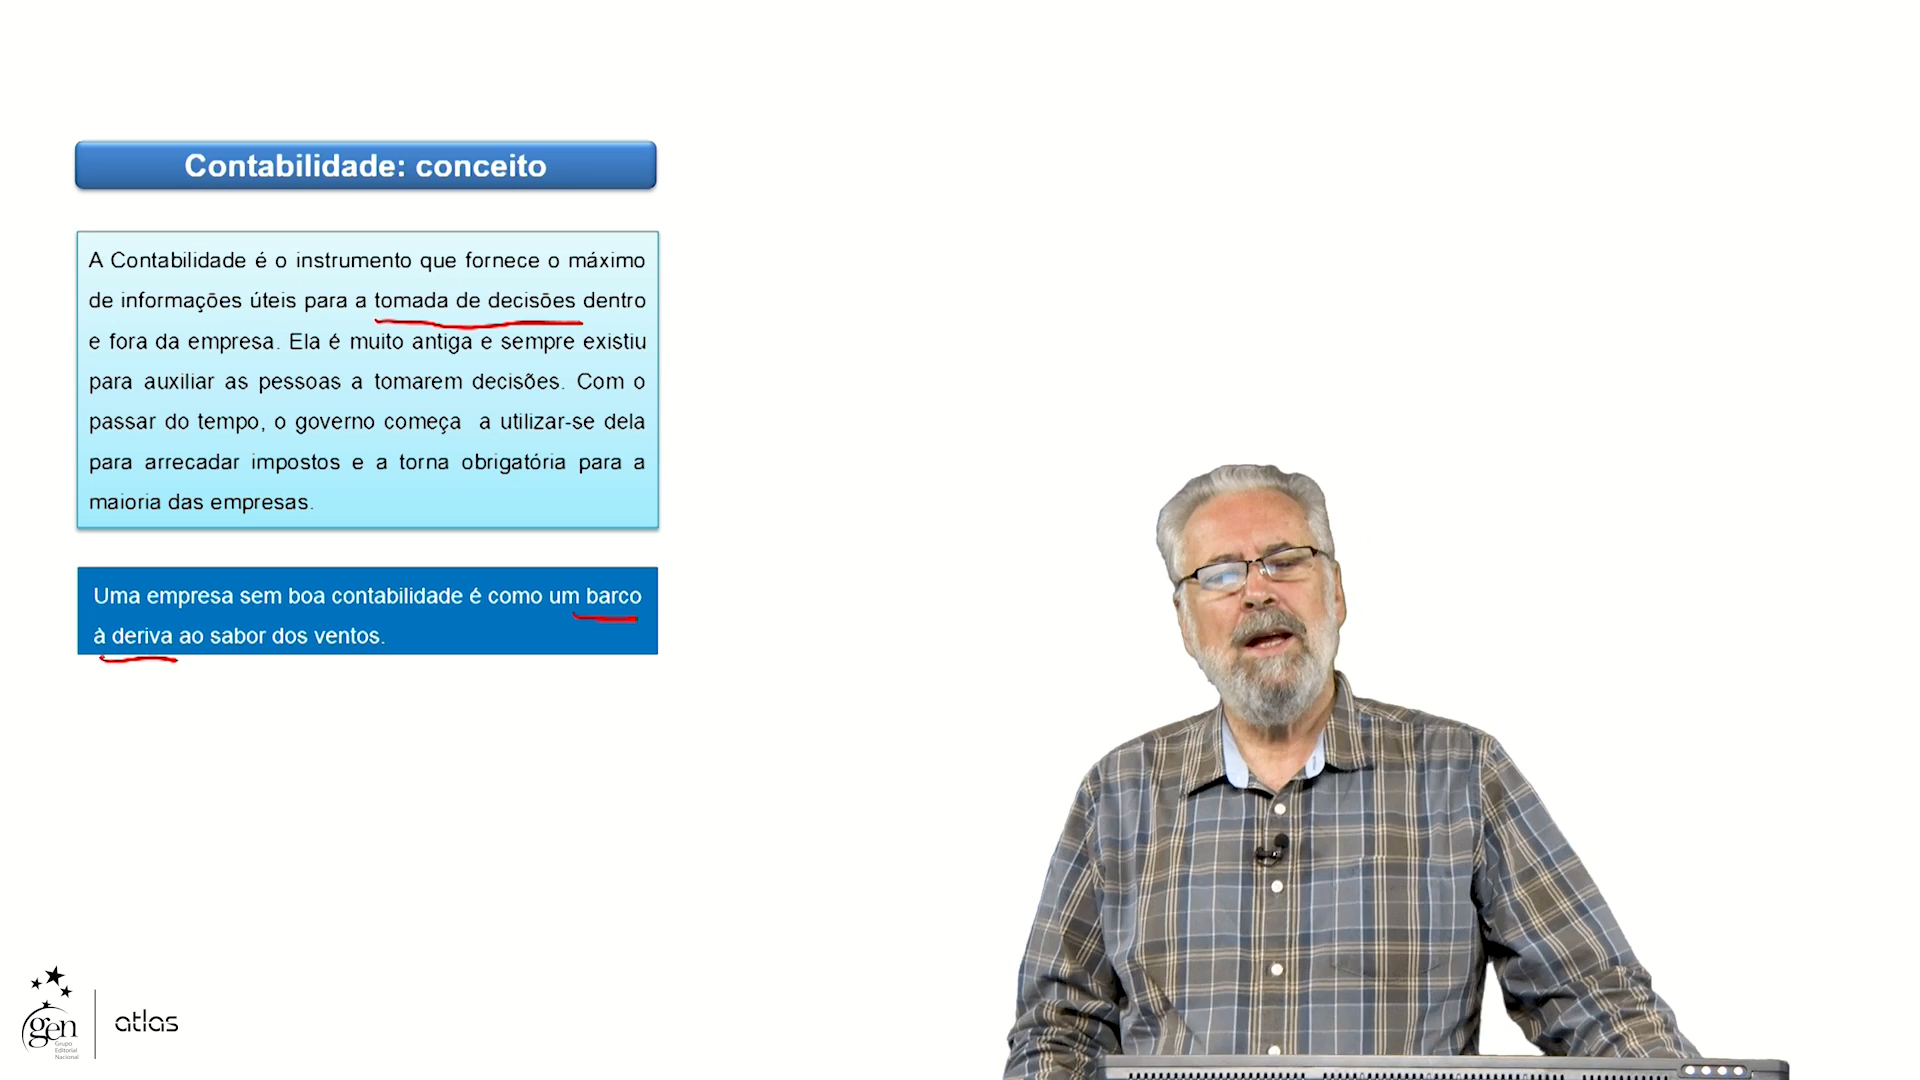 Contabilidade: conceito
A Contabilidade é o instrumento que fornece o máximo
de informações úteis para a tomada de decisões dentro
e fora da empresa. Ela é muito antiga e sempre existiu
para auxiliar as pessoas a tomarem decisões. Com o
passar do tempo, o governo começa a utilizar-se dela
para arrecadar impostos e a torna obrigatória para a
maioria das empresas.
Uma empresa sem boa contabilidade é como um barco
à deriva ao sabor dos ventos.
gen
Grupo
Editorial
Nacional
atlas